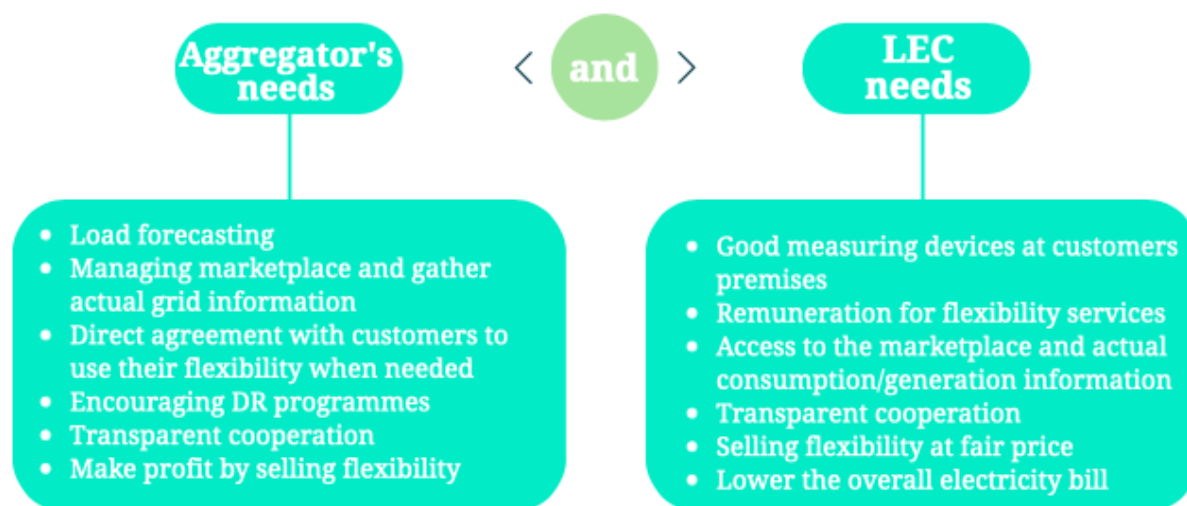 Aggregator's
needs
< and >
LEC
needs
• Load forecasting
• Managing marketplace and gather
actual grid information
• Direct agreement with customers to
use their flexibility when needed
• Encouraging DR programmes
• Transparent cooperation
• Make profit by selling flexibility
• Good measuring devices at customers
premises
• Remuneration for flexibility services
• Access to the marketplace and actual
consumption/generation information
• Transparent cooperation
• Selling flexibility at fair price
• Lower the overall electricity bill